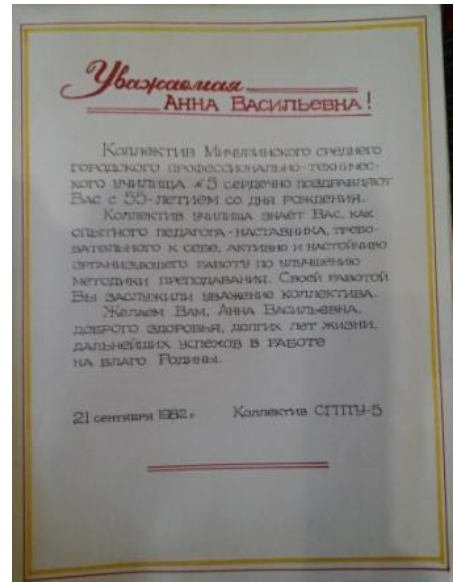 Уважаемая
Анна Васильевна!
Коллектив Мичуринского среднего
городского профессионально-техничес-
кого училища №5 сердечно поздравляют
Вас с 55-летием со дня рождения.
Коллектив училища знает Вас, как
опытного педагога-наставника, требо-
вательного к себе, активно и настойчиво
организующего работу по улучшению
методики преподавания. Своей работой
Вы заслужили уважение коллектива.
Желаем Вам, Анна Васильевна,
доброго здоровья, долгих лет жизни,
дальнейших успехов в работе
на благо Родины.
21 сентября 1982г. Коллектив СГПТУ-5